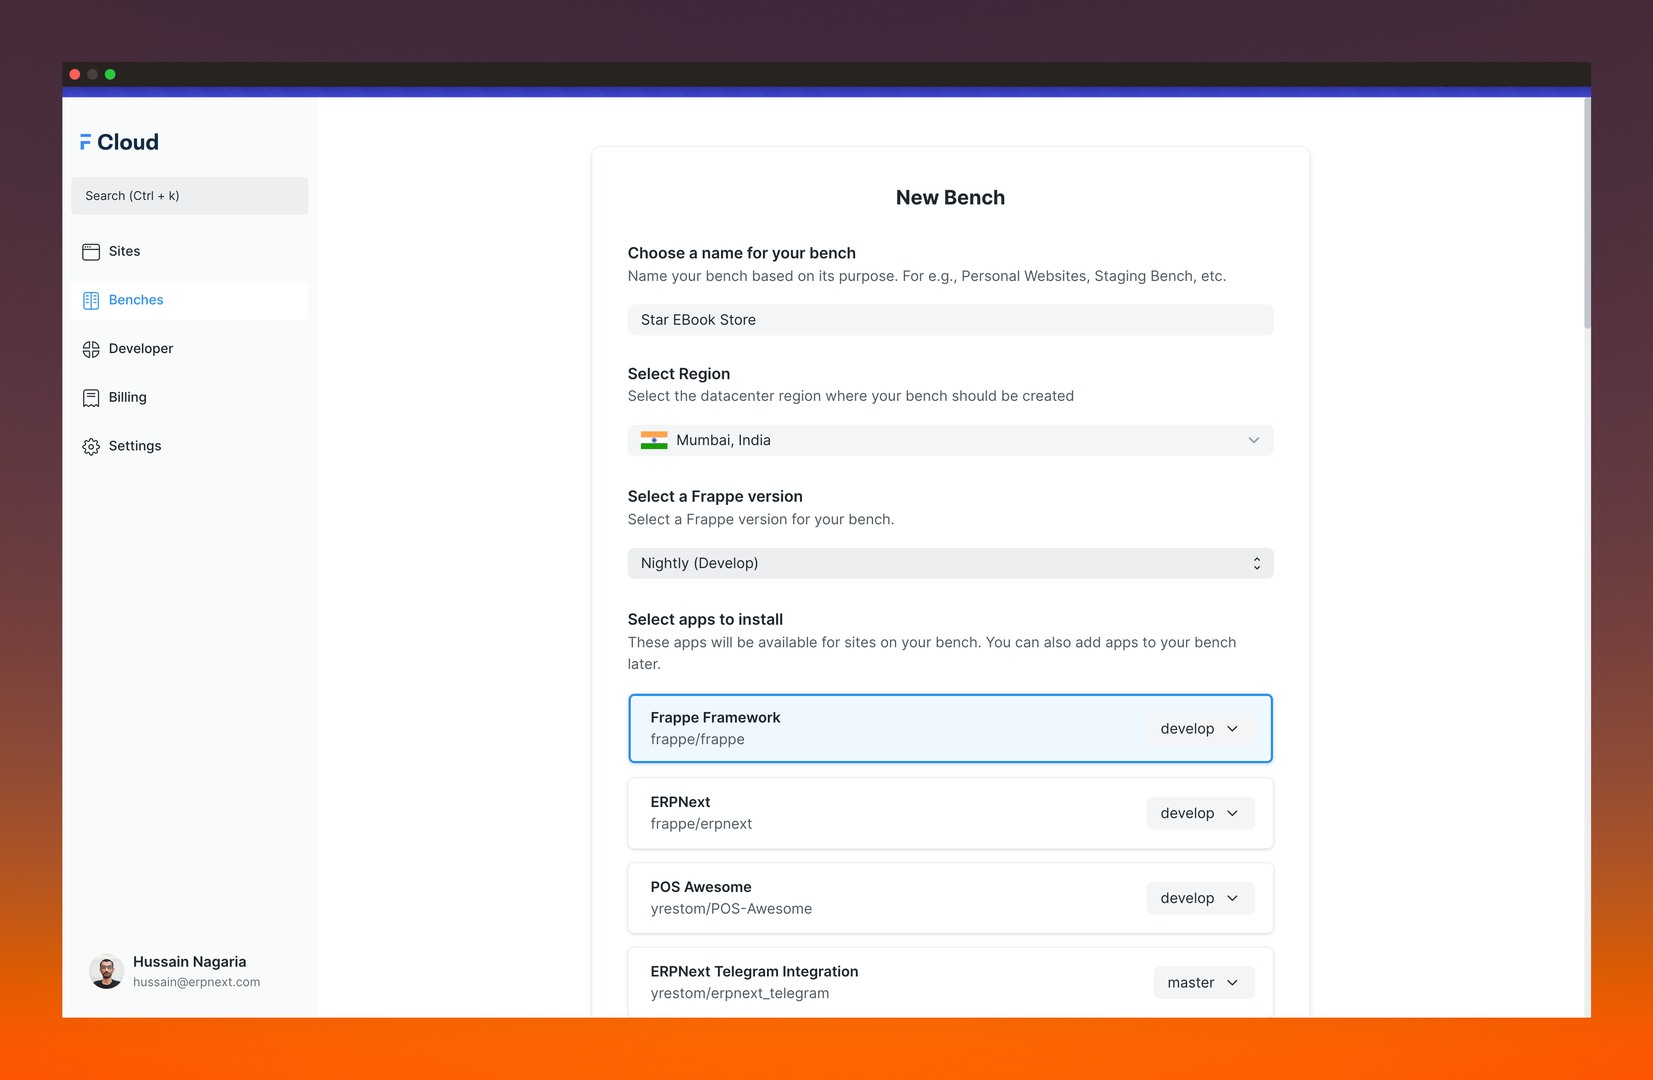 Cloud
Search (Ctrl + k)
Sites
Benches
Developer
Billing
Settings
Hussain Nagaria
hussain@erpnext.com
New Bench
Choose a name for your bench
Name your bench based on its purpose. For e.g., Personal Websites, Staging Bench, etc.
Star EBook Store
Select Region
Select the datacenter region where your bench should be created
Mumbai, India
Select a Frappe version
Select a Frappe version for your bench.
Nightly (Develop)
Select apps to install
These apps will be available for sites on your bench. You can also add apps to your bench
later.
Frappe Framework
frappe/frappe
develop
ERPNext
frappe/erpnext
develop
POS Awesome
yrestom/POS-Awesome
develop
ERPNext Telegram Integration
yrestom/erpnext_telegram
master